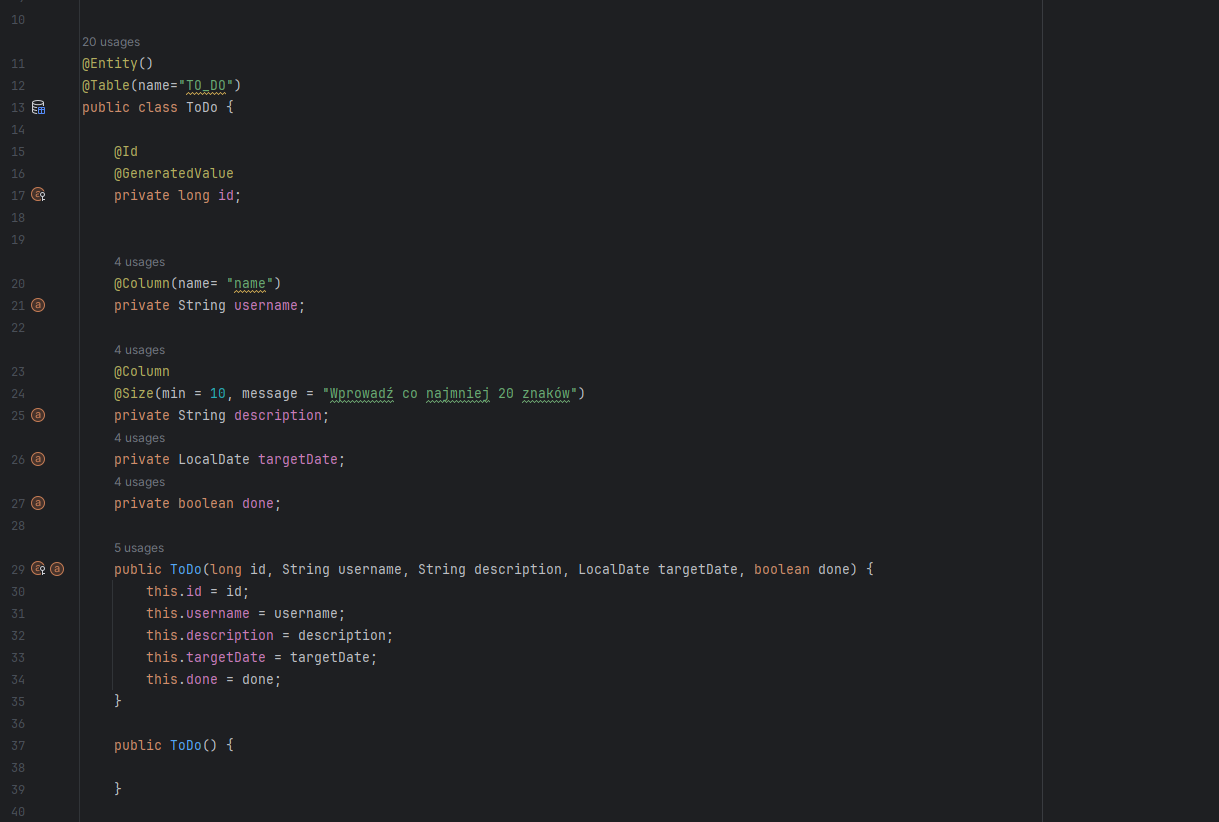 10
20 usages
11 @Entity()
12 @Table(name="TO_DO")
13 public class ToDo {
14
15 @Id
16 @GeneratedValue
17 private long id;
18
19
4 usages
20 @Column(name= "name")
21 private String username;
22
4 usages
23 @Column
24 @Size(min = 10, message = "Wprowadź co najmniej 20 znaków")
25 private String description;
4 usages
26 private LocalDate targetDate;
4 usages
27 private boolean done;
28
5 usages
29 public ToDo(long id, String username, String description, LocalDate targetDate, boolean done) {
30 this.id = id;
31 this.username = username;
32 this.description = description;
33 this.targetDate = targetDate;
34 this.done = done;
35 }
36
37 public ToDo() {
38
39 }
40